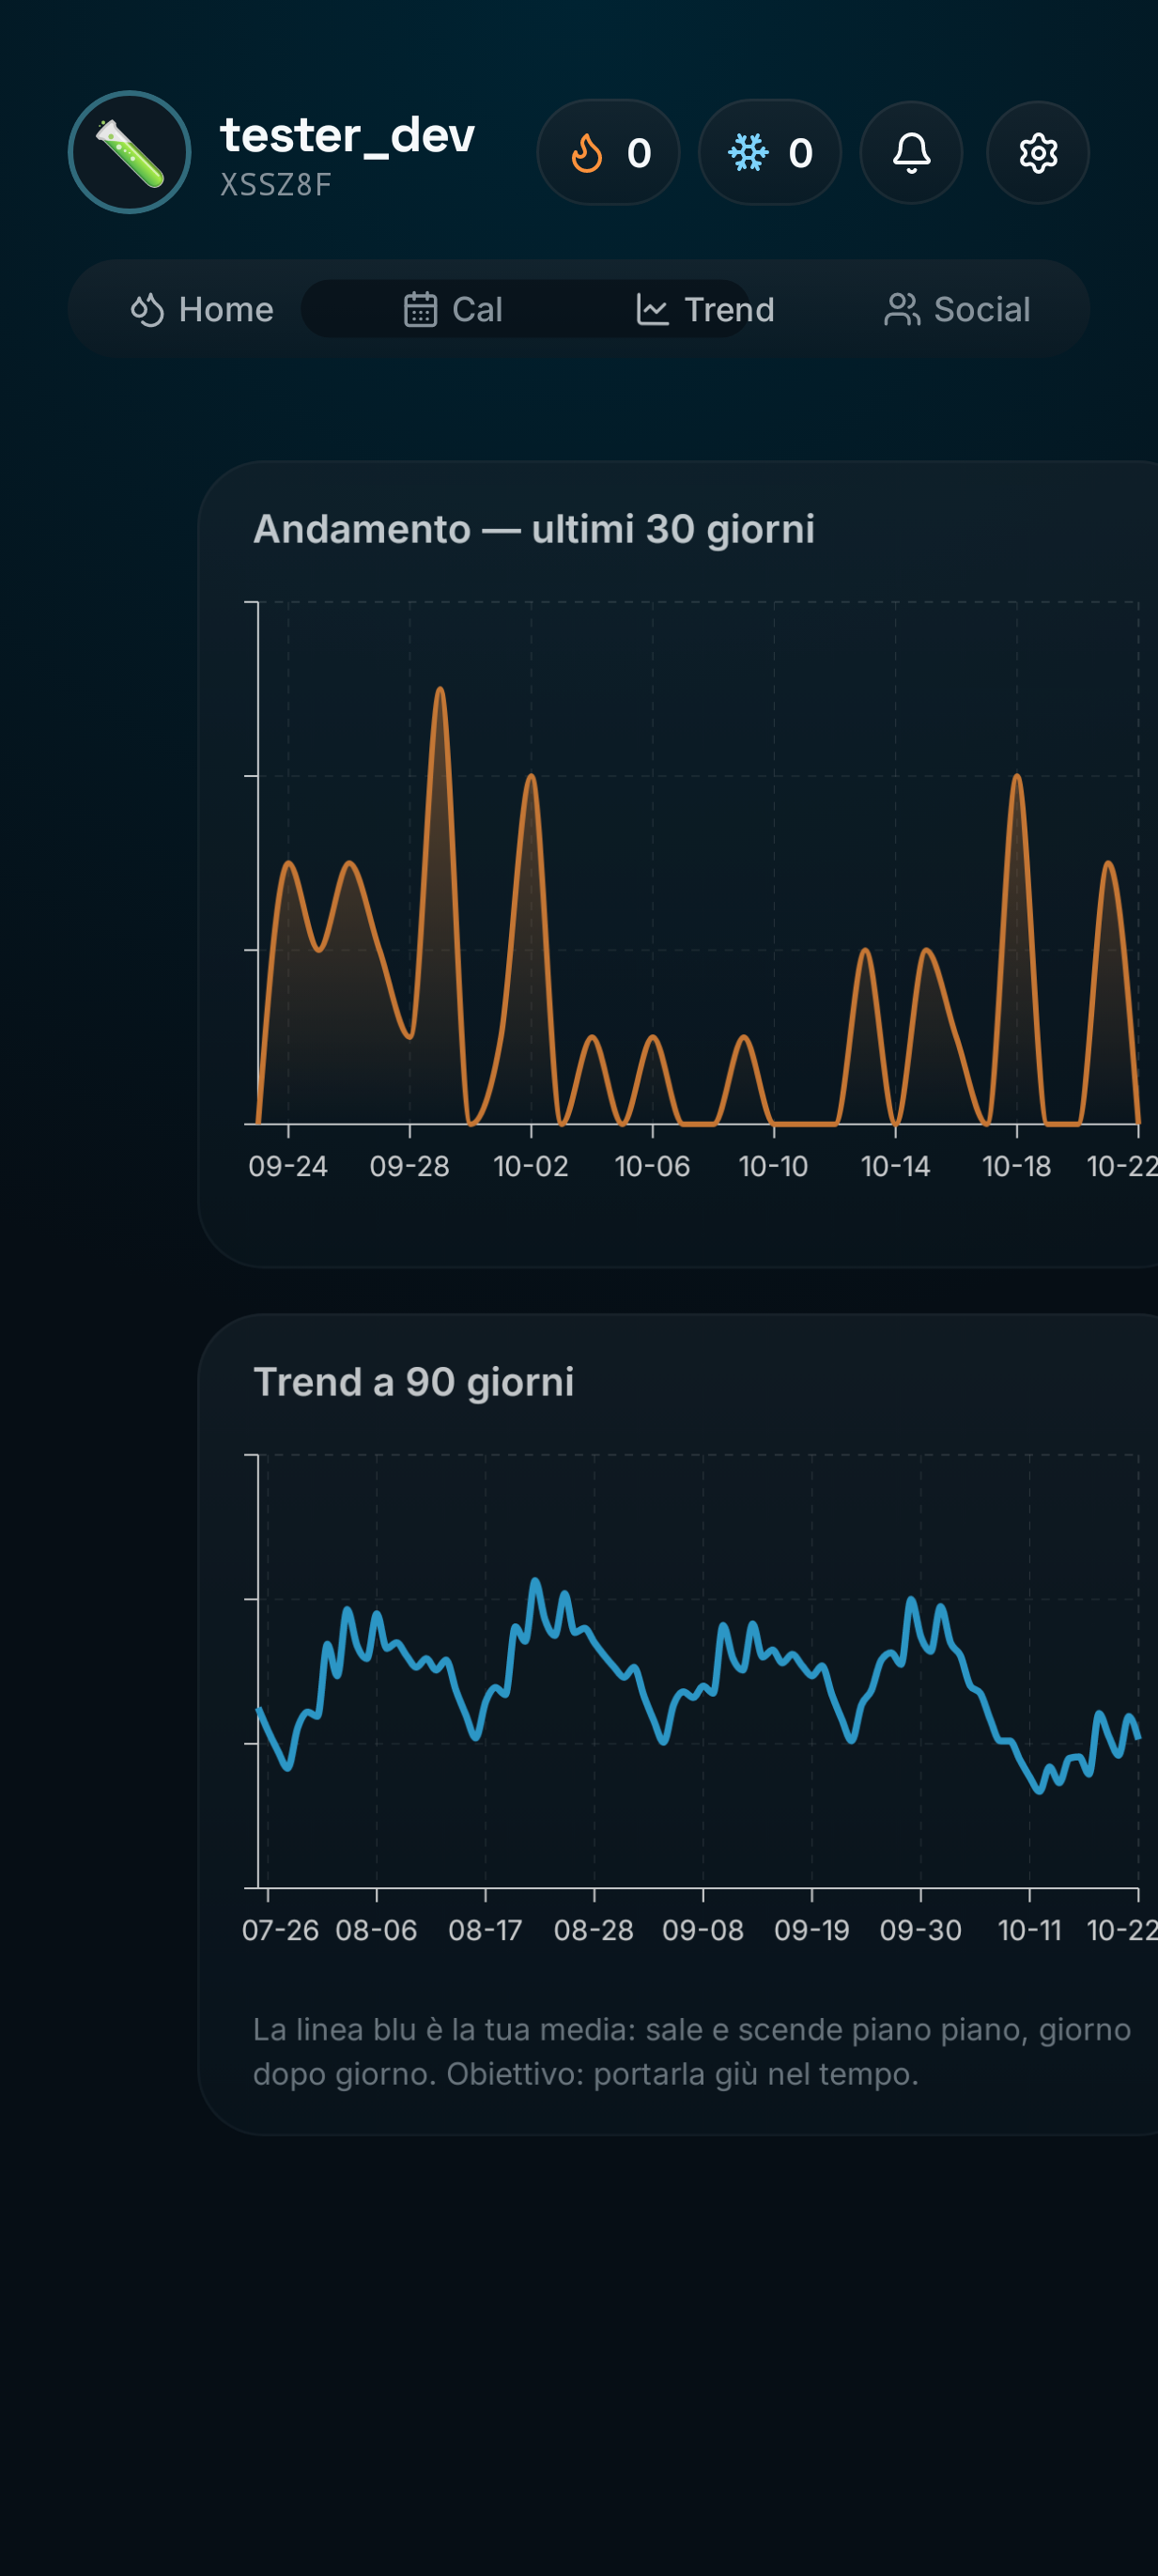 tester_dev
XSSZ8F
0
0
Home
Cal
Trend
Social
Andamento — ultimi 30 giorni
09-24 09-28 10-02 10-06 10-10 10-14 10-18 10-22
Trend a 90 giorni
07-26 08-06 08-17 08-28 09-08 09-19 09-30 10-11 10-22
La linea blu è la tua media: sale e scende piano piano, giorno
dopo giorno. Obiettivo: portarla giù nel tempo.